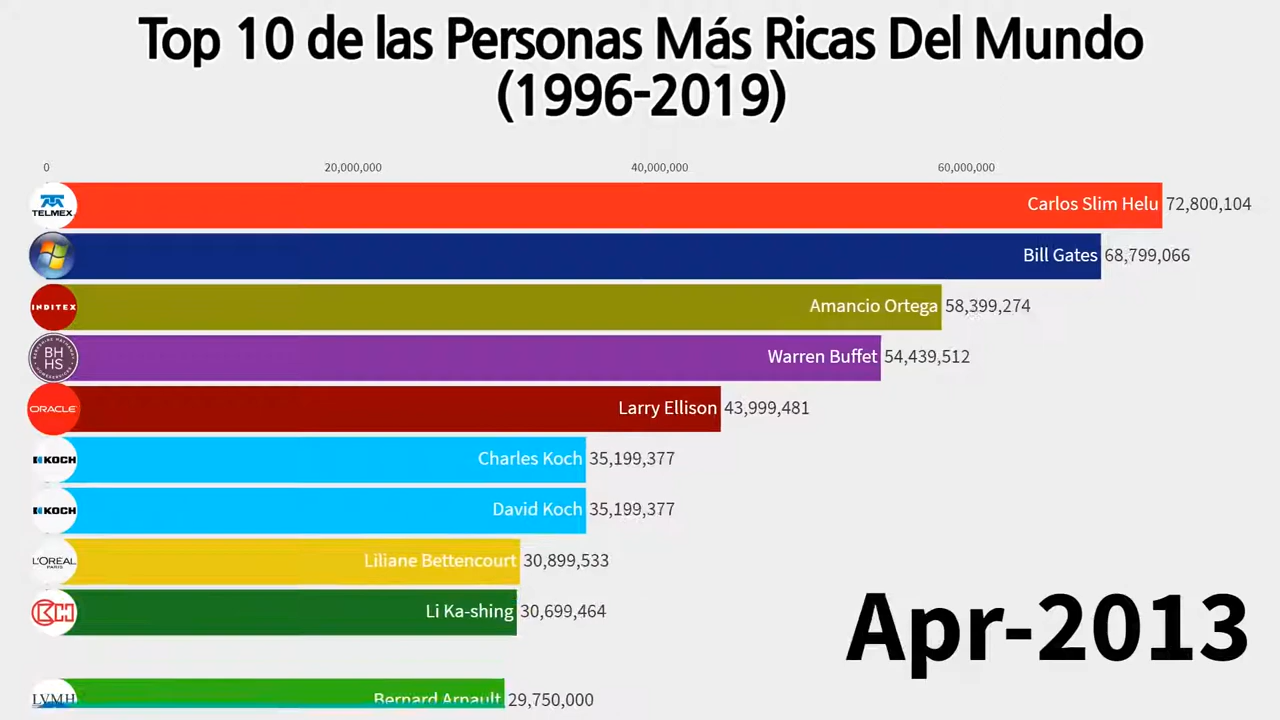 Top 10 de las Personas Más Ricas Del Mundo
(1996-2019)
0 20,000,000 40,000,000 60,000,000
TELMEX Carlos Slim Helu 72,800,104
Bill Gates 68,799,066
INDITEX Amancio Ortega 58,399,274
BH HS Warren Buffet 54,439,512
ORACLE Larry Ellison 43,999,481
KOCH Charles Koch 35,199,377
KOCH David Koch 35,199,377
L'ORÉAL PARIS Liliane Bettencourt 30,899,533
Li Ka-shing 30,699,464
Apr-2013
LVMH Bernard Arnault 29,750,000